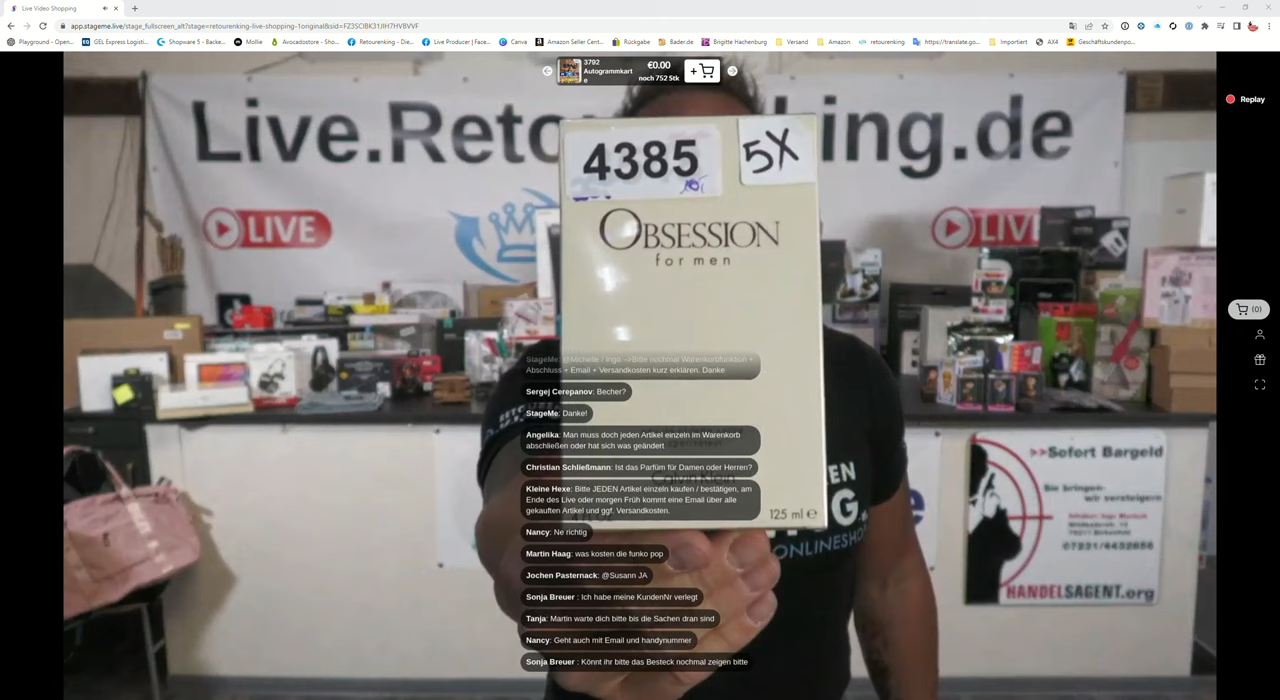 Live Video Shopping
app.stageme.live/stage_fullscreen_alt?stage=retourenking-live-shopping-1original&sid=FZ3SCIBK31JIH7HVBVVF
Playground - Open...
GEL Express Logisti...
Shopware 5 - Backe...
Mollie
Avocadostore - Sho...
Retourenking - Die...
Live Producer | Face...
Canva
Amazon Seller Cent...
Rückgabe
Bader.de
Brigitte Hachenburg
Versand
Amazon
retourenking
https://translate.go...
Importiert
AX4
Geschäftskundenpo...
3792
Autogrammkart
e
€0.00
noch 752 Stk
Replay
(0)
Live.Reto
ing.de
LIVE
LIV
4385
5X
OBSESSION
for men
125 ml e
StageMe: @Michelle / Ingo -->Bitte nochmal Warenkorbfunktion +
Abschluss + Email + Versandkosten kurz erklären. Danke
Sergej Cerepanov: Becher?
StageMe: Danke!
Angelika: Man muss doch jeden Artikel einzeln im Warenkorb
abschließen oder hat sich was geändert
Christian Schließmann: Ist das Parfüm für Damen oder Herren?
Kleine Hexe: Bitte JEDEN Artikel einzeln kaufen / bestätigen, am
Ende des Live oder morgen Früh kommt eine Email über alle
gekauften Artikel und ggf. Versandkosten.
Nancy: Ne richtig
Martin Haag: was kosten die funko pop
Jochen Pasternack: @Susann JA
Sonja Breuer : Ich habe meine KundenNr verlegt
Tanja: Martin warte dich bitte bis die Sachen dran sind
Nancy: Geht auch mit Email und handynummer
Sonja Breuer : Könnt ihr bitte das Besteck nochmal zeigen bitte
EN
G
ONLINESHO
>>Sofort Bargeld
Sie bringen-
wir versteigern
07231/4432656
HANDELSAGENT.org